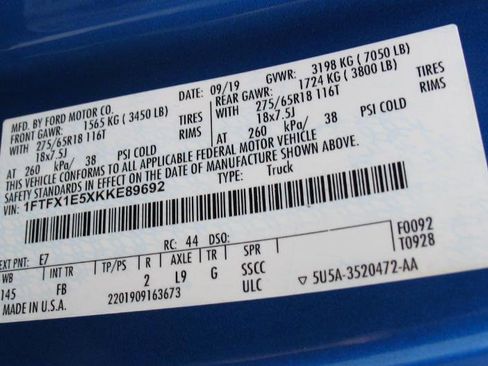 MFD. BY FORD MOTOR CO.
DATE: 09/19 GVWR: 3198 KG ( 7050 LB)
FRONT GAWR: 1565 KG ( 3450 LB) REAR GAWR: 1724 KG ( 3800 LB)
WITH 275/65R18 116T TIRES WITH 275/65R18 116T TIRES
18x7.5J RIMS 18x7.5J RIMS
AT 260 kPa/ 38 PSI COLD AT 260 kPa/ 38 PSI COLD
THIS VEHICLE CONFORMS TO ALL APPLICABLE FEDERAL MOTOR VEHICLE
SAFETY STANDARDS IN EFFECT ON THE DATE OF MANUFACTURE SHOWN ABOVE.
VIN: 1FTFX1E5XKKE89692 TYPE: Truck
F0092
T0928
EXT PNT: E7 RC: 44 DSO:
WB INT TR TP/PS R AXLE TR SPR
145 FB 2 L9 G SSCC
ULC
▽ 5U5A-3520472-AA
MADE IN U.S.A. 2201909163673